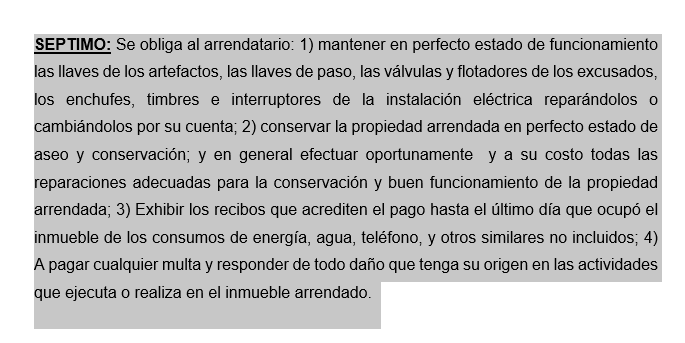 SEPTIMO: Se obliga al arrendatario: 1) mantener en perfecto estado de funcionamiento
las llaves de los artefactos, las llaves de paso, las válvulas y flotadores de los excusados,
los enchufes, timbres e interruptores de la instalación eléctrica reparándolos o
cambiándolos por su cuenta; 2) conservar la propiedad arrendada en perfecto estado de
aseo y conservación; y en general efectuar oportunamente  y a su costo todas las
reparaciones adecuadas para la conservación y buen funcionamiento de la propiedad
arrendada; 3) Exhibir los recibos que acrediten el pago hasta el último día que ocupó el
inmueble de los consumos de energía, agua, teléfono, y otros similares no incluidos; 4)
A pagar cualquier multa y responder de todo daño que tenga su origen en las actividades
que ejecuta o realiza en el inmueble arrendado.